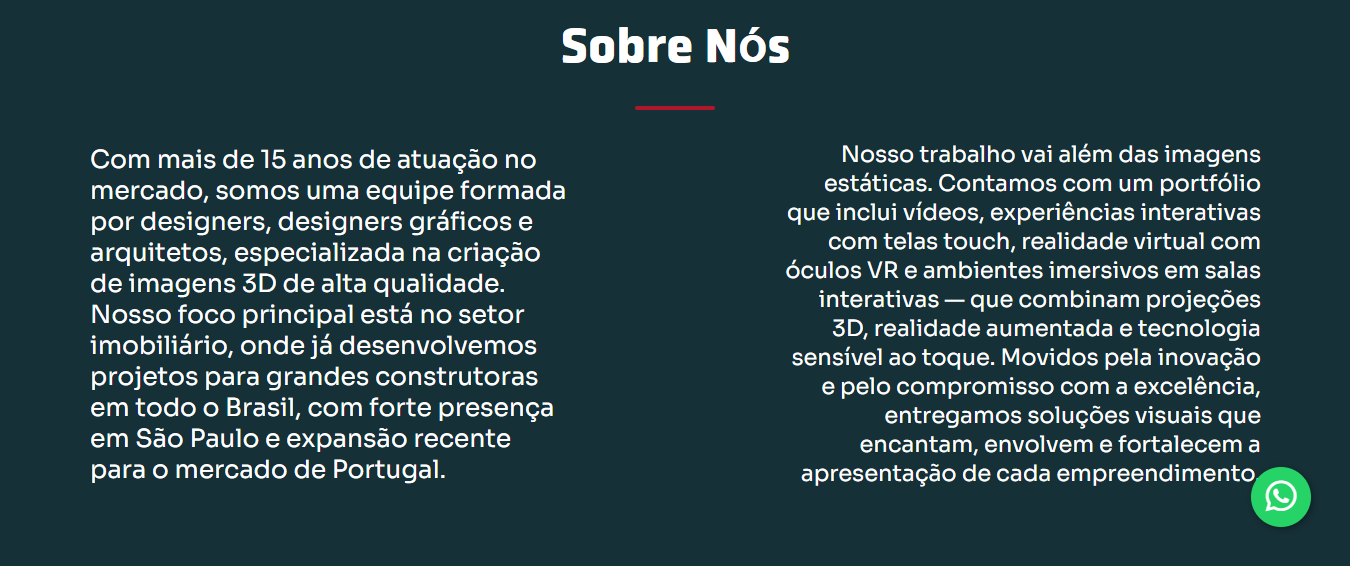 Sobre Nós
Com mais de 15 anos de atuação no
mercado, somos uma equipe formada
por designers, designers gráficos e
arquitetos, especializada na criação
de imagens 3D de alta qualidade.
Nosso foco principal está no setor
imobiliário, onde já desenvolvemos
projetos para grandes construtoras
em todo o Brasil, com forte presença
em São Paulo e expansão recente
para o mercado de Portugal.
Nosso trabalho vai além das imagens
estáticas. Contamos com um portfólio
que inclui vídeos, experiências interativas
com telas touch, realidade virtual com
óculos VR e ambientes imersivos em salas
interativas — que combinam projeções
3D, realidade aumentada e tecnologia
sensível ao toque. Movidos pela inovação
e pelo compromisso com a excelência,
entregamos soluções visuais que
encantam, envolvem e fortalecem a
apresentação de cada empreendimento.